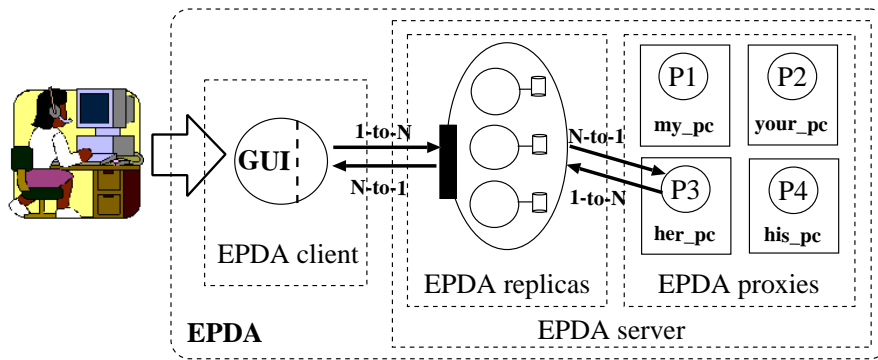 P1
P2
my_pc
your_pc
1-to-N
N-to-1
GUI
N-to-1
1-to-N
P3
P4
her_pc
his_pc
EPDA client
EPDA replicas
EPDA proxies
EPDA
EPDA server